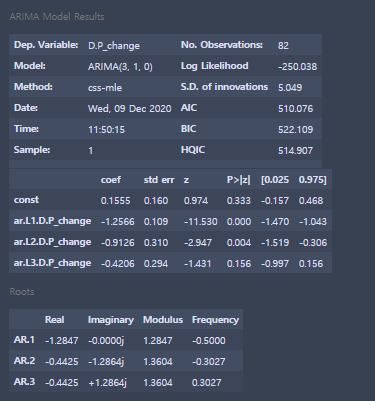 ARIMA Model Results
Dep. Variable: D.P_change No. Observations: 82
Model: ARIMA(3, 1, 0) Log Likelihood -250.038
Method: css-mle S.D. of innovations 5.049
Date: Wed, 09 Dec 2020 AIC 510.076
Time: 11:50:15 BIC 522.109
Sample: 1 HQIC 514.907
coef std err z P>|z| [0.025 0.975]
const 0.1555 0.160 0.974 0.333 -0.157 0.468
ar.L1.D.P_change -1.2566 0.109 -11.530 0.000 -1.470 -1.043
ar.L2.D.P_change -0.9126 0.310 -2.947 0.004 -1.519 -0.306
ar.L3.D.P_change -0.4206 0.294 -1.431 0.156 -0.997 0.156
Roots
Real Imaginary Modulus Frequency
AR.1 -1.2847 -0.0000j 1.2847 -0.5000
AR.2 -0.4425 -1.2864j 1.3604 -0.3027
AR.3 -0.4425 +1.2864j 1.3604 0.3027